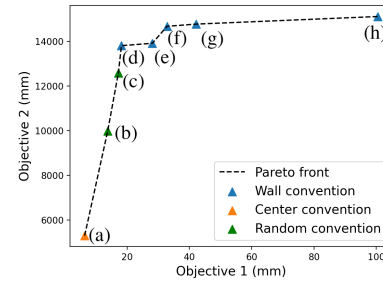 14000
12000
10000
8000
6000
Objective 2 (mm)
(a)
(b)
(c)
(d)
(e)
(f)
(g)
(h)
Pareto front
Wall convention
Center convention
Random convention
20
40
60
80
100
Objective 1 (mm)